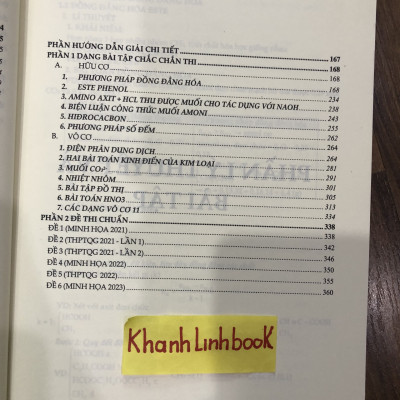 PHẦN HƯỚNG DẪN GIẢI CHI TIẾT 167
PHẦN 1 DẠNG BÀI TẬP CHẮC CHẮN THI 168
A. HỮU CƠ 168
1. PHƯƠNG PHÁP ĐỒNG ĐẲNG HÓA 168
2. ESTE PHENOL 234
3. AMINO AXIT + HCL THU ĐƯỢC MUỐI CHO TÁC DỤNG VỚI NAOH 238
4. BIỆN LUẬN CÔNG THỨC MUỐI AMONI 250
5. HIĐROCACBON 255
6. PHƯƠNG PHÁP SỐ ĐẾM 262
B. VÔ CƠ 264
1. ĐIỆN PHÂN DUNG DỊCH 264
2. HAI BÀI TOÁN KINH ĐIỂN CỦA KIM LOẠI 281
3. MUỐI CO₃²⁻ 291
4. NHIỆT NHÔM 301
5. BÀI TẬP ĐỒ THỊ 307
6. BÀI TOÁN HNO3 313
7. CÁC DẠNG VÔ CƠ 11 334
PHẦN 2 ĐỀ THI CHUẨN 338
ĐỀ 1 (MINH HỌA 2021) 338
ĐỀ 2 (THPTQG 2021 - LẦN 1) 342
ĐỀ 3 (THPTQG 2021 - LẦN 2) 346
ĐỀ 4 (MINH HỌA 2022) 350
ĐỀ 5 (THPTQG 2022) 355
ĐỀ 6 (MINH HỌA 2023) 360
KhanhLinhbook